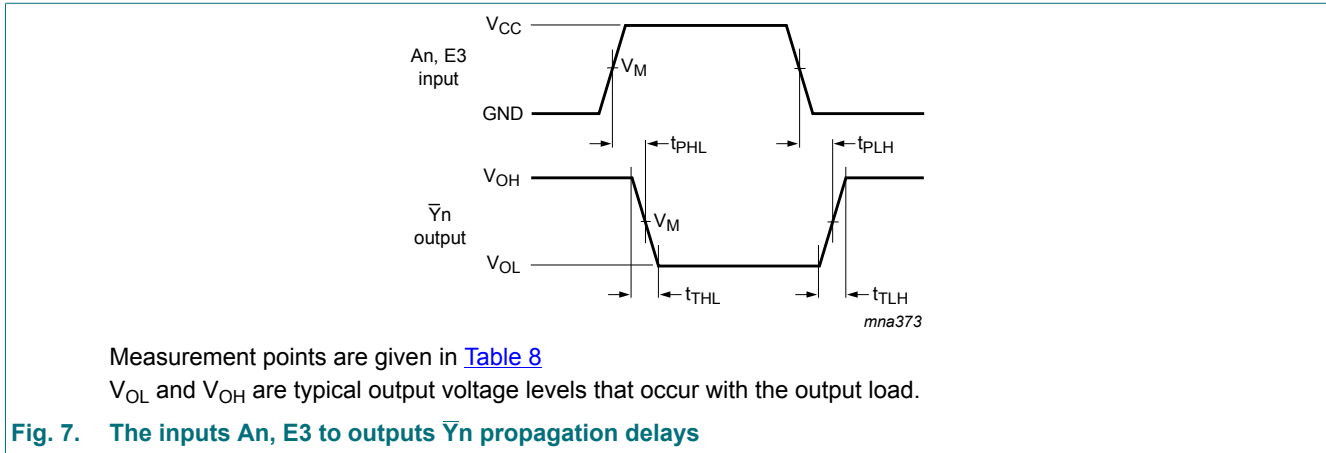 VCC
An, E3
input
VM
GND
tPHL
tPLH
VOH
Y̅n
output
VM
VOL
tTHL
tTLH
mna373
Measurement points are given in Table 8
VOL and VOH are typical output voltage levels that occur with the output load.
Fig. 7. The inputs An, E3 to outputs Y̅n propagation delays